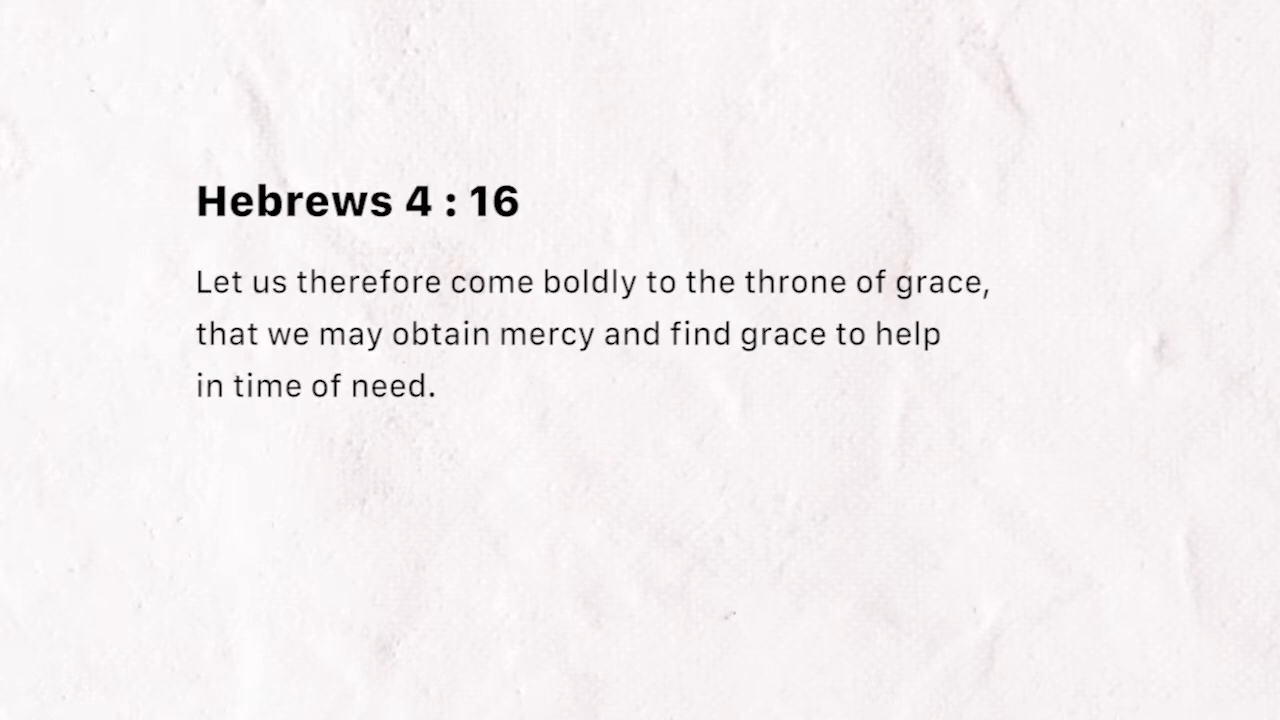 Hebrews 4 : 16
Let us therefore come boldly to the throne of grace,
that we may obtain mercy and find grace to help
in time of need.